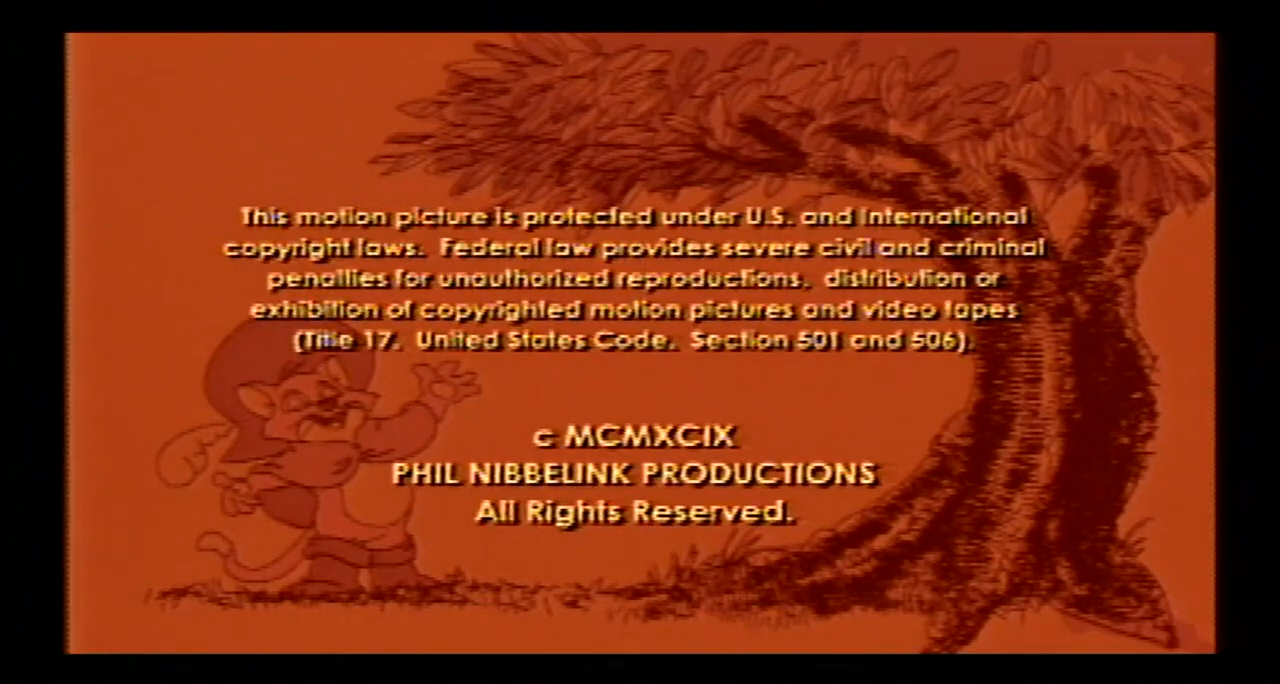 This motion picture is protected under U.S. and International
copyright laws. Federal law provides severe civil and criminal
penalties for unauthorized reproductions, distribution or
exhibition of copyrighted motion pictures and video tapes
(Title 17, United States Code, Section 501 and 506).
c MCMXCIX
PHIL NIBBELINK PRODUCTIONS
All Rights Reserved.